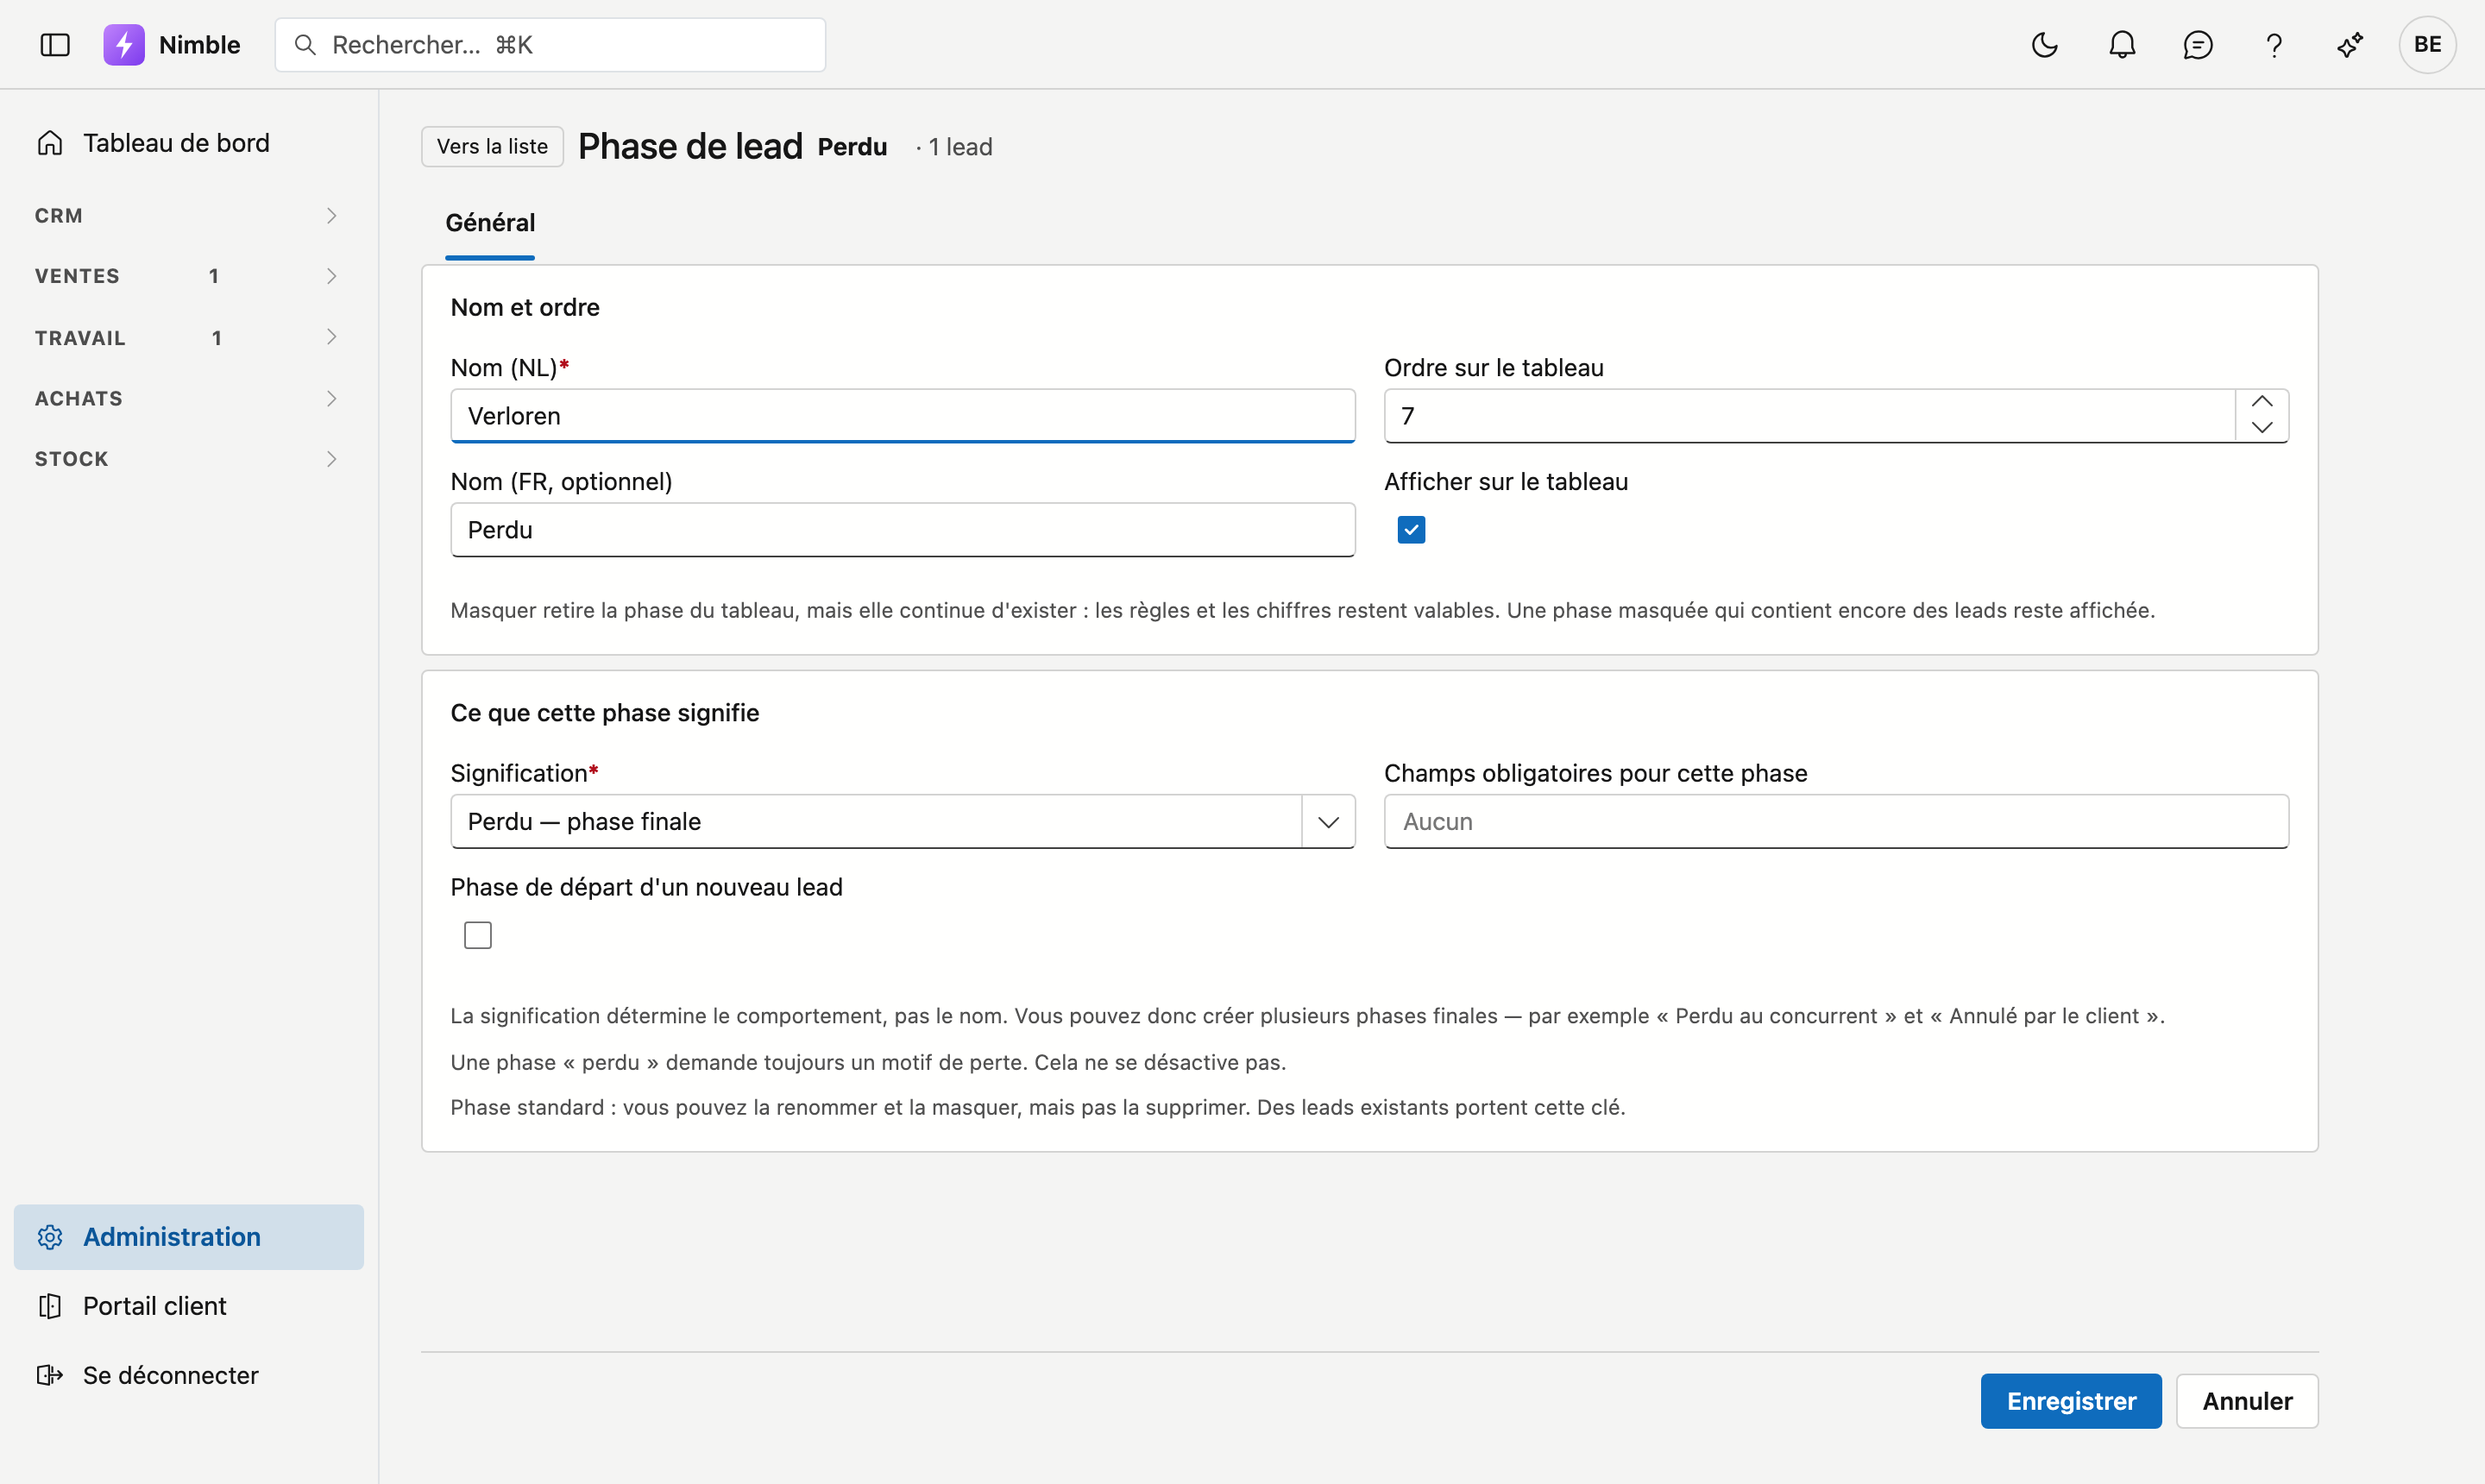 Nimble
Rechercher... ⌘K
BE
Tableau de bord
CRM
VENTES 1
TRAVAIL 1
ACHATS
STOCK
Administration
Portail client
Se déconnecter
Vers la liste
Phase de lead Perdu · 1 lead
Général
Nom et ordre
Nom (NL)*
Verloren
Ordre sur le tableau
7
Nom (FR, optionnel)
Perdu
Afficher sur le tableau
Masquer retire la phase du tableau, mais elle continue d'exister : les règles et les chiffres restent valables. Une phase masquée qui contient encore des leads reste affichée.
Ce que cette phase signifie
Signification*
Perdu — phase finale
Champs obligatoires pour cette phase
Aucun
Phase de départ d'un nouveau lead
La signification détermine le comportement, pas le nom. Vous pouvez donc créer plusieurs phases finales — par exemple « Perdu au concurrent » et « Annulé par le client ».
Une phase « perdu » demande toujours un motif de perte. Cela ne se désactive pas.
Phase standard : vous pouvez la renommer et la masquer, mais pas la supprimer. Des leads existants portent cette clé.
Enregistrer
Annuler